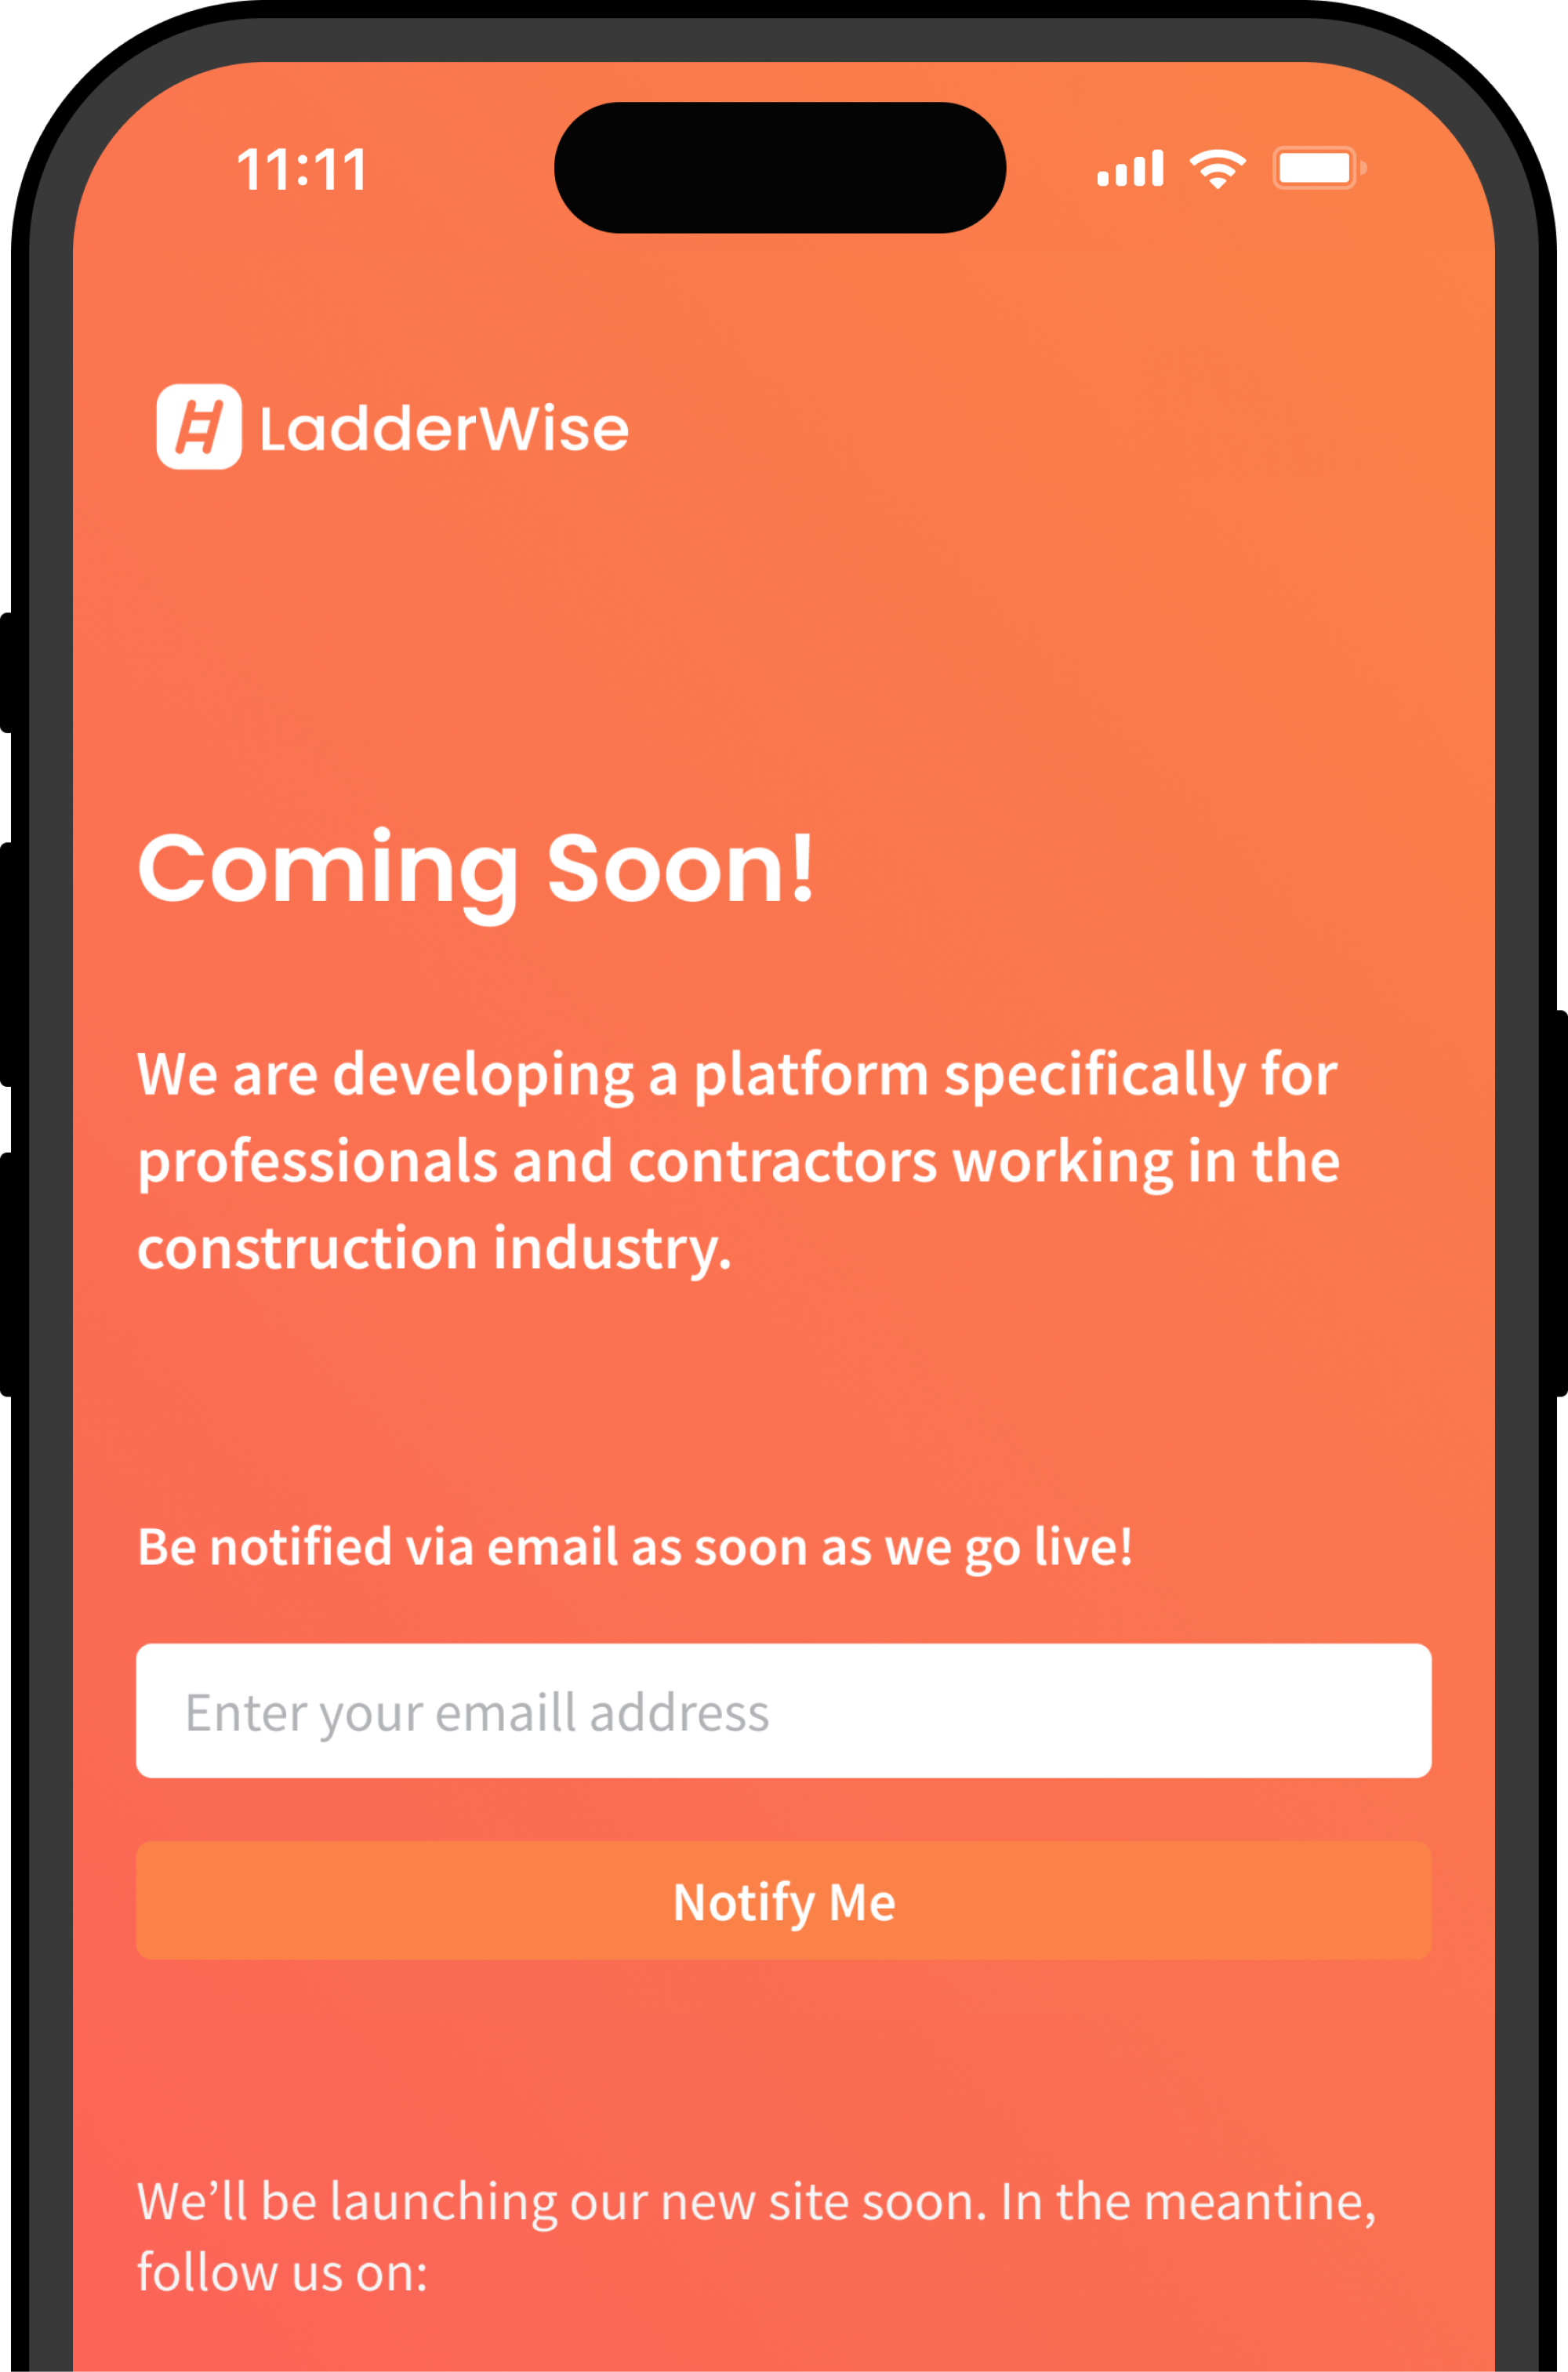 11:11
LadderWise
Coming Soon!
We are developing a platform specifically for
professionals and contractors working in the
construction industry.
Be notified via email as soon as we go live!
Enter your emaill address
Notify Me
We’ll be launching our new site soon. In the meantine,
follow us on: